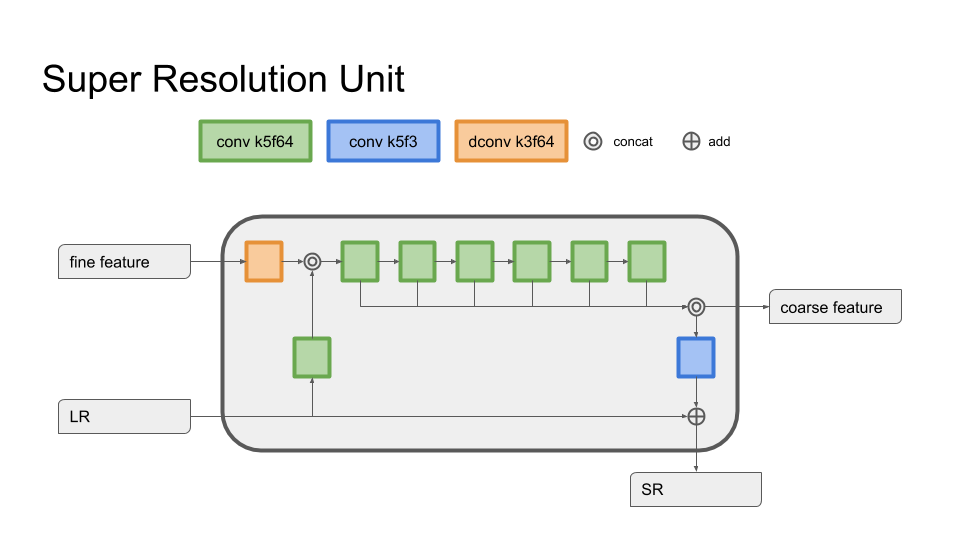 Super Resolution Unit
conv k5f64
conv k5f3
dconv k3f64
concat
add
fine feature
coarse feature
LR
SR